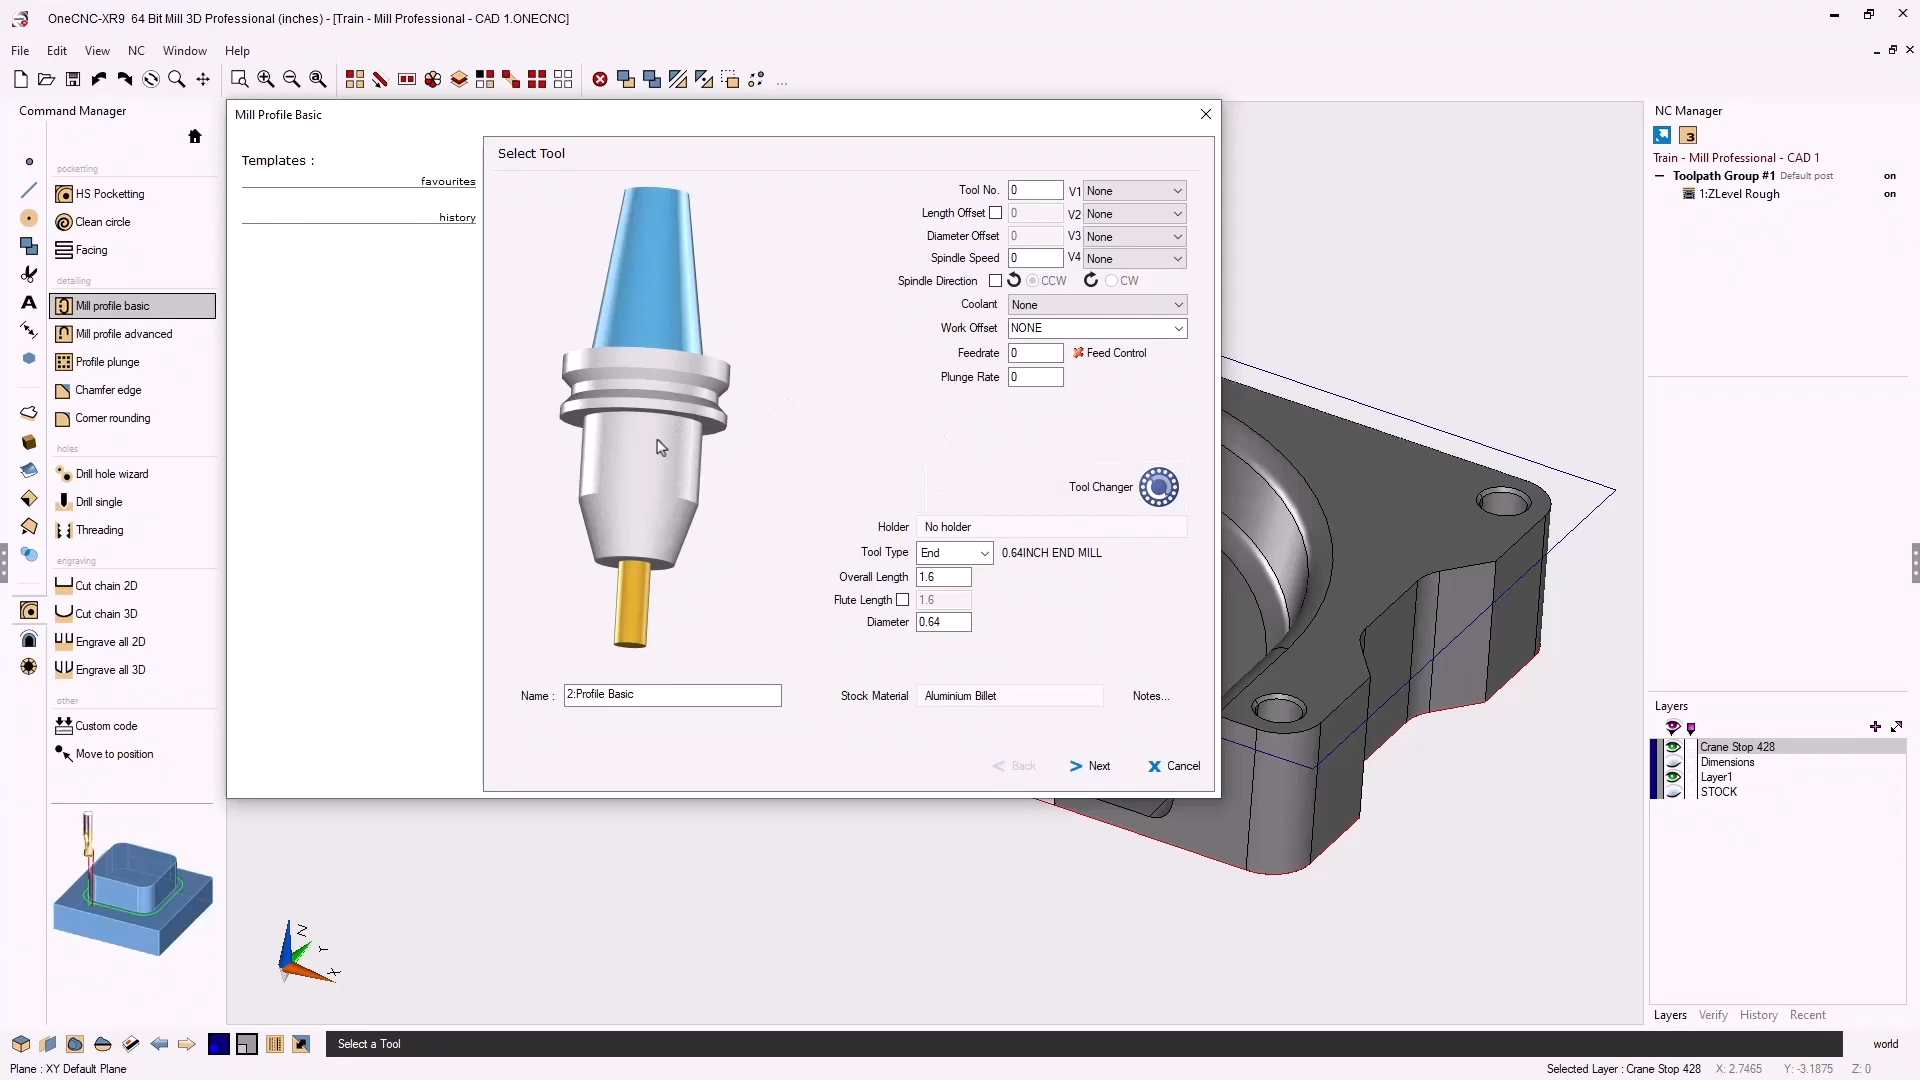 OneCNC-XR9 64 Bit Mill 3D Professional (inches) - [Train - Mill Professional - CAD 1.ONECNC]
File Edit View NC Window Help
Command Manager
pocketting
HS Pocketting
Clean circle
Facing
detailing
Mill profile basic
Mill profile advanced
Profile plunge
Chamfer edge
Corner rounding
holes
Drill hole wizard
Drill single
Threading
engraving
Cut chain 2D
Cut chain 3D
Engrave all 2D
Engrave all 3D
other
Custom code
Move to position
Mill Profile Basic
Templates :
favourites
history
Select Tool
Tool No. 0 V1 None
Length Offset 0 V2 None
Diameter Offset 0 V3 None
Spindle Speed 0 V4 None
Spindle Direction CCW CW
Coolant None
Work Offset NONE
Feedrate 0 Feed Control
Plunge Rate 0
Tool Changer
Holder No holder
Tool Type End 0.64INCH END MILL
Overall Length 1.6
Flute Length 1.6
Diameter 0.64
Name : 2:Profile Basic Stock Material Aluminium Billet Notes...
< Back > Next X Cancel
Z
Y
X
NC Manager
3
Train - Mill Professional - CAD 1
Toolpath Group #1 Default post on
1:ZLevel Rough on
Layers
Crane Stop 428
Dimensions
Layer1
STOCK
Layers Verify History Recent
Select a Tool
world
Plane : XY Default Plane
Selected Layer : Crane Stop 428 X: 2.7465 Y: -3.1875 Z: 0